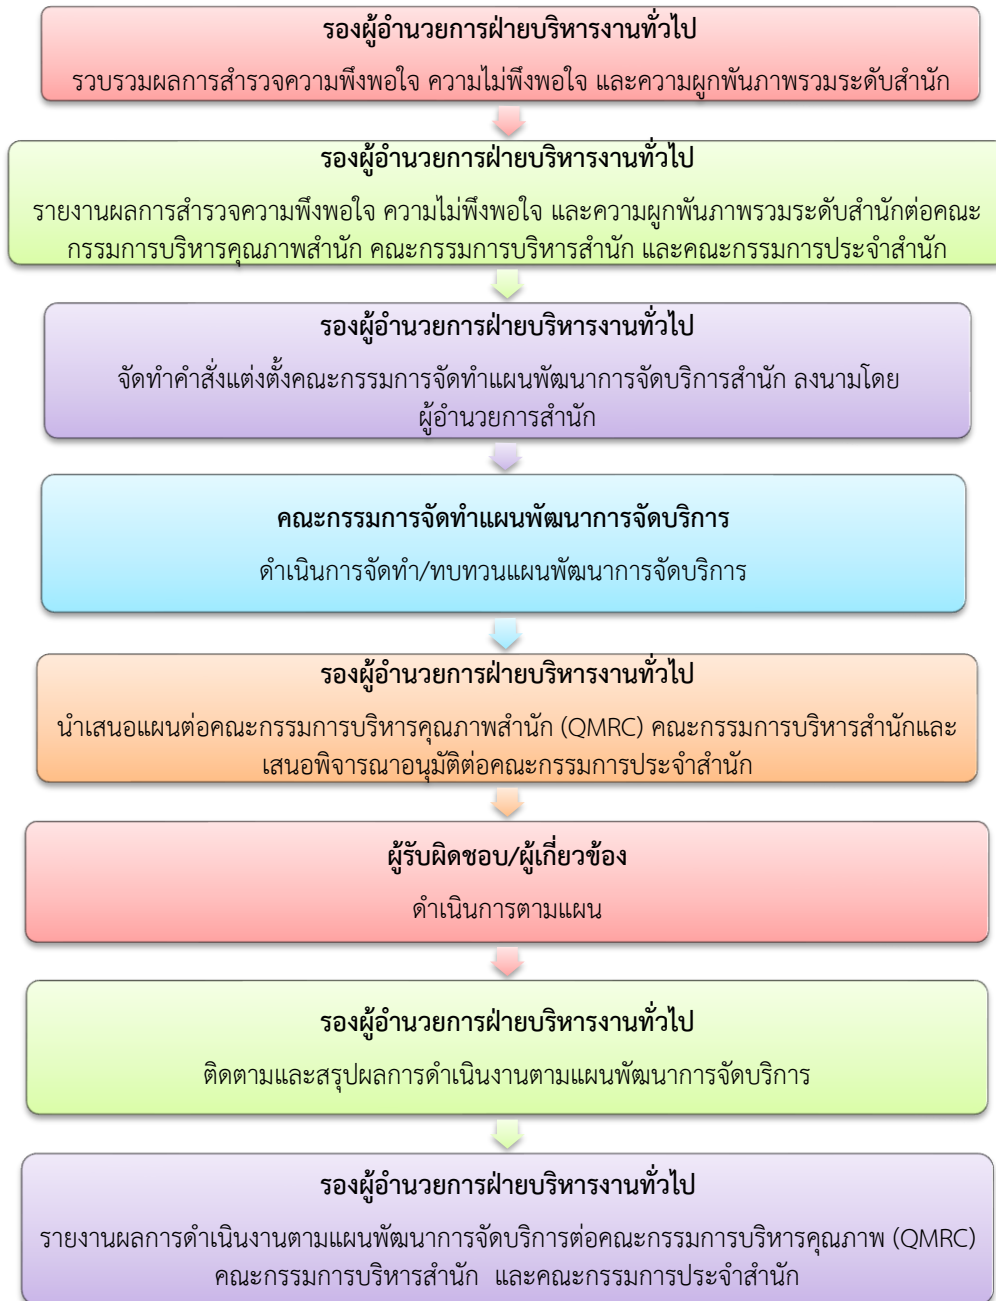 รองผู้อำนวยการฝ่ายบริหารงานทั่วไป
รวบรวมผลการสำรวจความพึงพอใจ ความไม่พึงพอใจ และความผูกพันภาพรวมระดับสำนัก
รองผู้อำนวยการฝ่ายบริหารงานทั่วไป
รายงานผลการสำรวจความพึงพอใจ ความไม่พึงพอใจ และความผูกพันภาพรวมระดับสำนักต่อคณะ
กรรมการบริหารคุณภาพสำนัก คณะกรรมการบริหารสำนัก และคณะกรรมการประจำสำนัก
รองผู้อำนวยการฝ่ายบริหารงานทั่วไป
จัดทำคำสั่งแต่งตั้งคณะกรรมการจัดทำแผนพัฒนาการจัดบริการสำนัก ลงนามโดย
ผู้อำนวยการสำนัก
คณะกรรมการจัดทำแผนพัฒนาการจัดบริการ
ดำเนินการจัดทำ/ทบทวนแผนพัฒนาการจัดบริการ
รองผู้อำนวยการฝ่ายบริหารงานทั่วไป
นำเสนอแผนต่อคณะกรรมการบริหารคุณภาพสำนัก (QMRC) คณะกรรมการบริหารสำนักและ
เสนอพิจารณาอนุมัติต่อคณะกรรมการประจำสำนัก
ผู้รับผิดชอบ/ผู้เกี่ยวข้อง
ดำเนินการตามแผน
รองผู้อำนวยการฝ่ายบริหารงานทั่วไป
ติดตามและสรุปผลการดำเนินงานตามแผนพัฒนาการจัดบริการ
รองผู้อำนวยการฝ่ายบริหารงานทั่วไป
รายงานผลการดำเนินงานตามแผนพัฒนาการจัดบริการต่อคณะกรรมการบริหารคุณภาพ (QMRC)
คณะกรรมการบริหารสำนัก  และคณะกรรมการประจำสำนัก